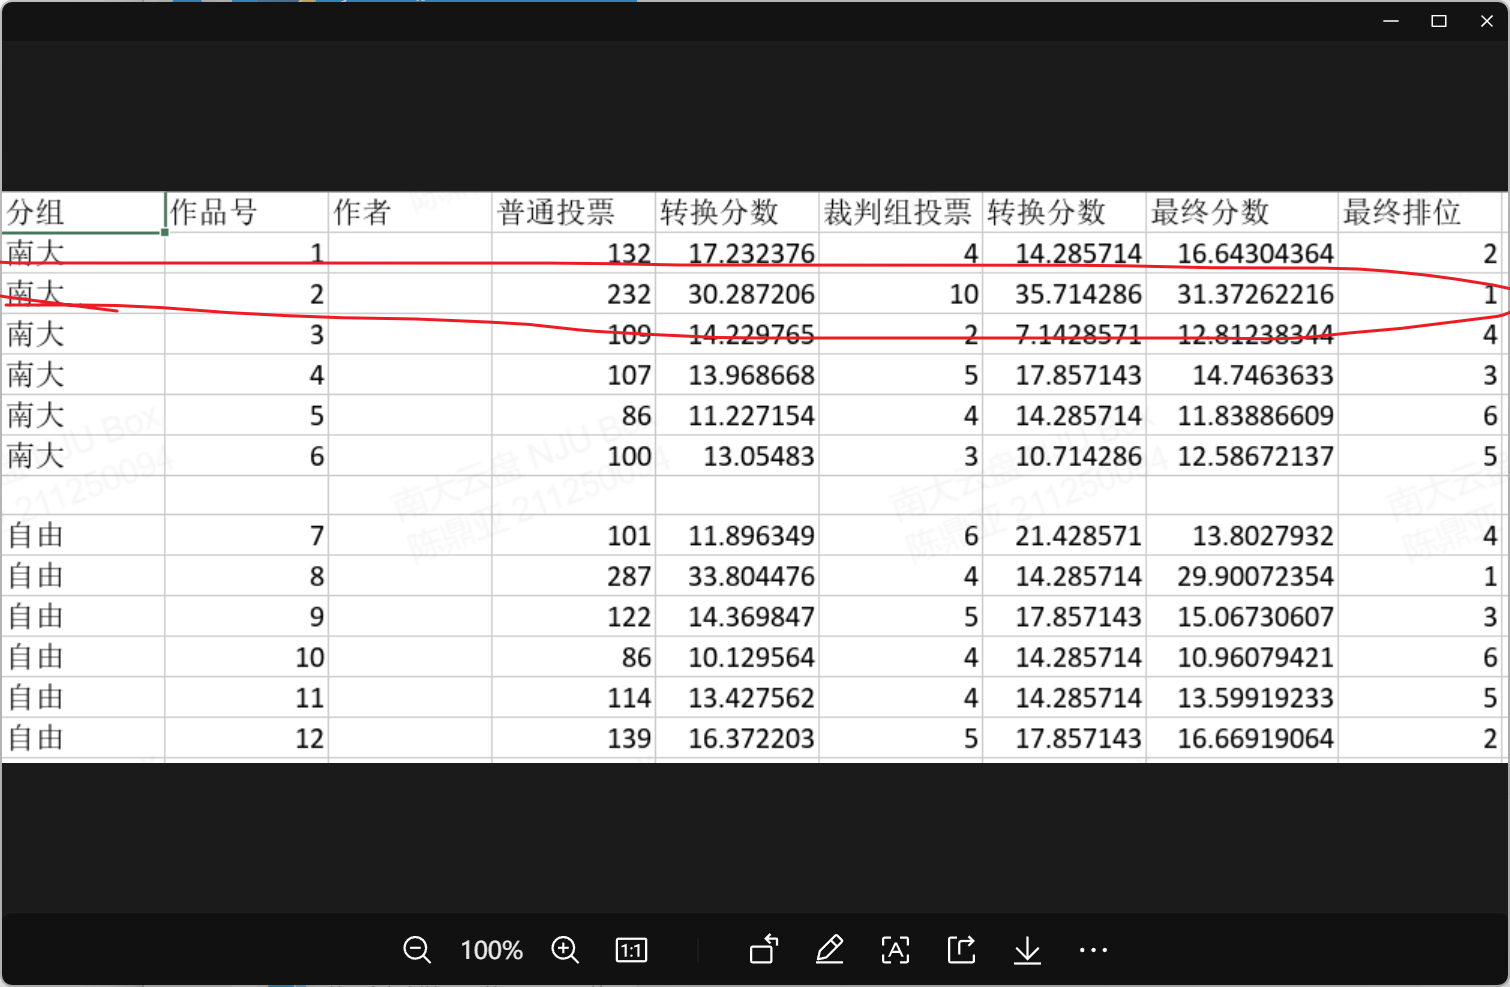 分组 作品号 作者 普通投票 转换分数 裁判组投票 转换分数 最终分数 最终排位
南大 1 132 17.232376 4 14.285714 16.64304364 2
南大 2 232 30.287206 10 35.714286 31.37262216 1
南大 3 109 14.229765 2 7.1428571 12.81238344 4
南大 4 107 13.968668 5 17.857143 14.7463633 3
南大 5 86 11.227154 4 14.285714 11.83886609 6
南大 6 100 13.05483 3 10.714286 12.58672137 5
南大云盘 NJU Box
陈鼎亚 211250094
自由 7 101 11.896349 6 21.428571 13.8027932 4
自由 8 287 33.804476 4 14.285714 29.90072354 1
自由 9 122 14.369847 5 17.857143 15.06730607 3
自由 10 86 10.129564 4 14.285714 10.96079421 6
自由 11 114 13.427562 4 14.285714 13.59919233 5
自由 12 139 16.372203 5 17.857143 16.66919064 2
100% 1:1 A